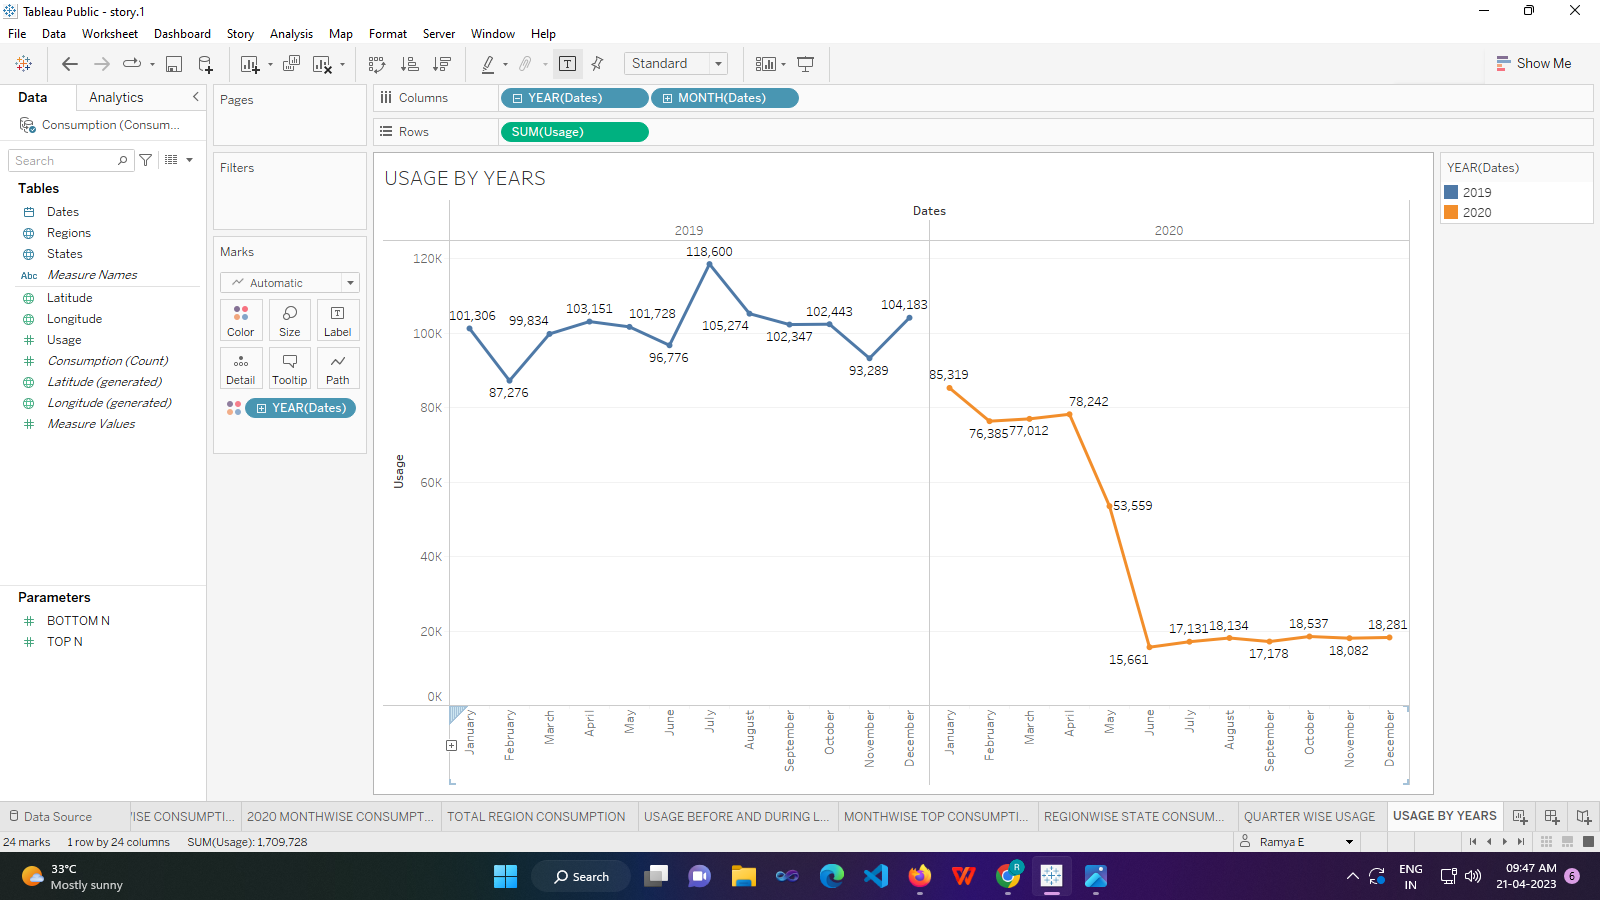 Tableau Public - story.1
File Data Worksheet Dashboard Story Analysis Map Format Server Window Help
Standard
Show Me
Data Analytics
Consumption (Consum...
Search
Tables
Dates
Regions
States
Abc Measure Names
Latitude
Longitude
Usage
Consumption (Count)
Latitude (generated)
Longitude (generated)
Measure Values
Parameters
BOTTOM N
TOP N
Pages
Filters
Marks
Automatic
Color Size Label
Detail Tooltip Path
YEAR(Dates)
Columns YEAR(Dates) MONTH(Dates)
Rows SUM(Usage)
USAGE BY YEARS
Dates
2019 2020
Usage
120K
100K
80K
60K
40K
20K
0K
101,306
87,276
99,834
103,151
101,728
96,776
118,600
105,274
102,347
102,443
93,289
104,183
85,319
76,385
77,012
78,242
53,559
15,661
17,131
18,134
17,178
18,537
18,082
18,281
January
February
March
April
May
June
July
August
September
October
November
December
January
February
March
April
May
June
July
August
September
October
November
December
YEAR(Dates)
2019
2020
Data Source 'ISE CONSUMPTI... 2020 MONTHWISE CONSUMPT... TOTAL REGION CONSUMPTION USAGE BEFORE AND DURING L... MONTHWISE TOP CONSUMPTI... REGIONWISE STATE CONSUM... QUARTER WISE USAGE USAGE BY YEARS
24 marks 1 row by 24 columns SUM(Usage): 1,709,728
Ramya E
33°C
Mostly sunny
Search
R
ENG
IN
09:47 AM
21-04-2023
6